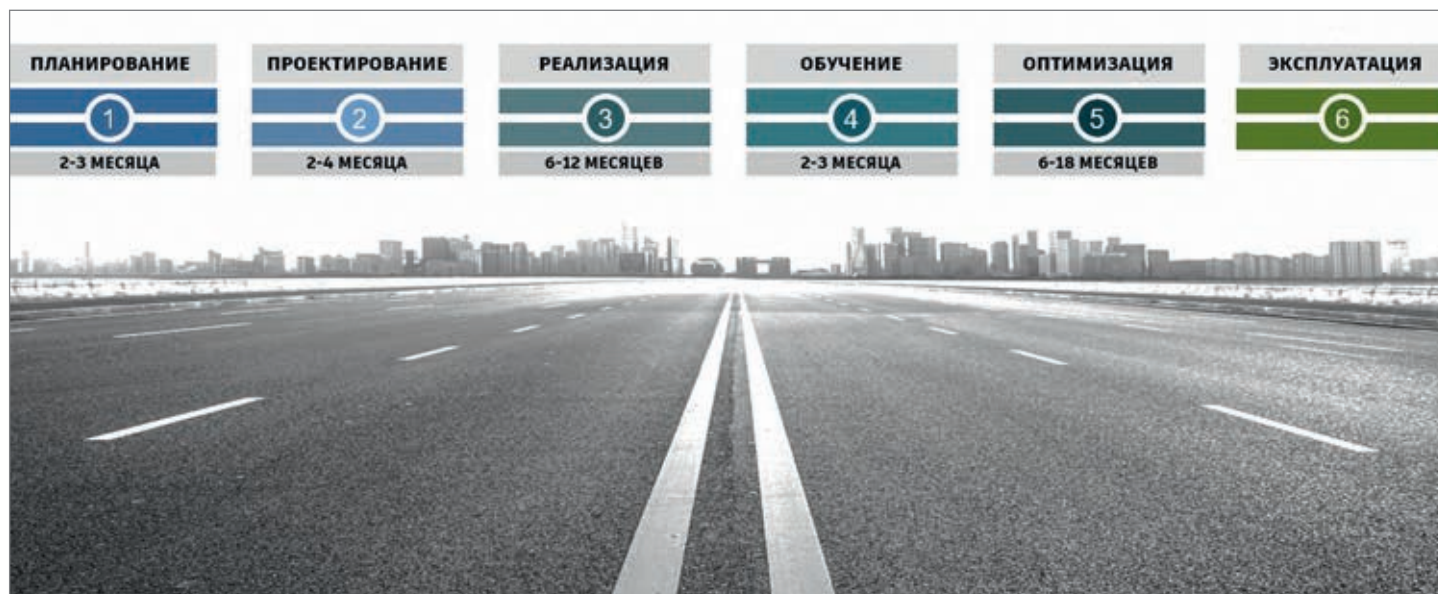 ПЛАНИРОВАНИЕ
1
2-3 МЕСЯЦА
ПРОЕКТИРОВАНИЕ
2
2-4 МЕСЯЦА
РЕАЛИЗАЦИЯ
3
6-12 МЕСЯЦЕВ
ОБУЧЕНИЕ
4
2-3 МЕСЯЦА
ОПТИМИЗАЦИЯ
5
6-18 МЕСЯЦЕВ
ЭКСПЛУАТАЦИЯ
6